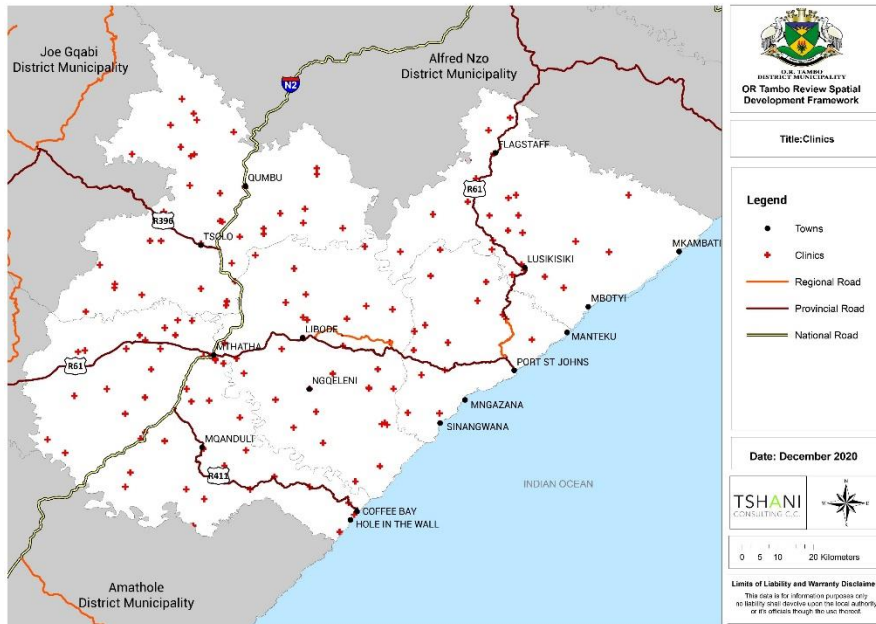 Joe Gqabi
District Municipality
Alfred Nzo
District Municipality
N2
FLAGSTAFF
QUMBU
R61
R396
TSOLO
MKAMBATI
LUSIKISIKI
MBOTYI
LIBODE
MANTEKU
MTHATHA
R61
PORT ST JOHNS
NGQELENI
MNGAZANA
SINANGWANA
MQANDULI
R411
INDIAN OCEAN
COFFEE BAY
HOLE IN THE WALL
Amathole
District Municipality
O.R. TAMBO
DISTRICT MUNICIPALITY
OR Tambo Review Spatial
Development Framework
Title:Clinics
Legend
Towns
Clinics
Regional Road
Provincial Road
National Road
Date: December 2020
TSHANI
CONSULTING C.C.
N
W
E
S
0 5 10 20 Kilometers
Limits of Liability and Warranty Disclaime
This data is for information purposes only
no liability shall devolve upon the local authority
or it's officials though the use thereof.